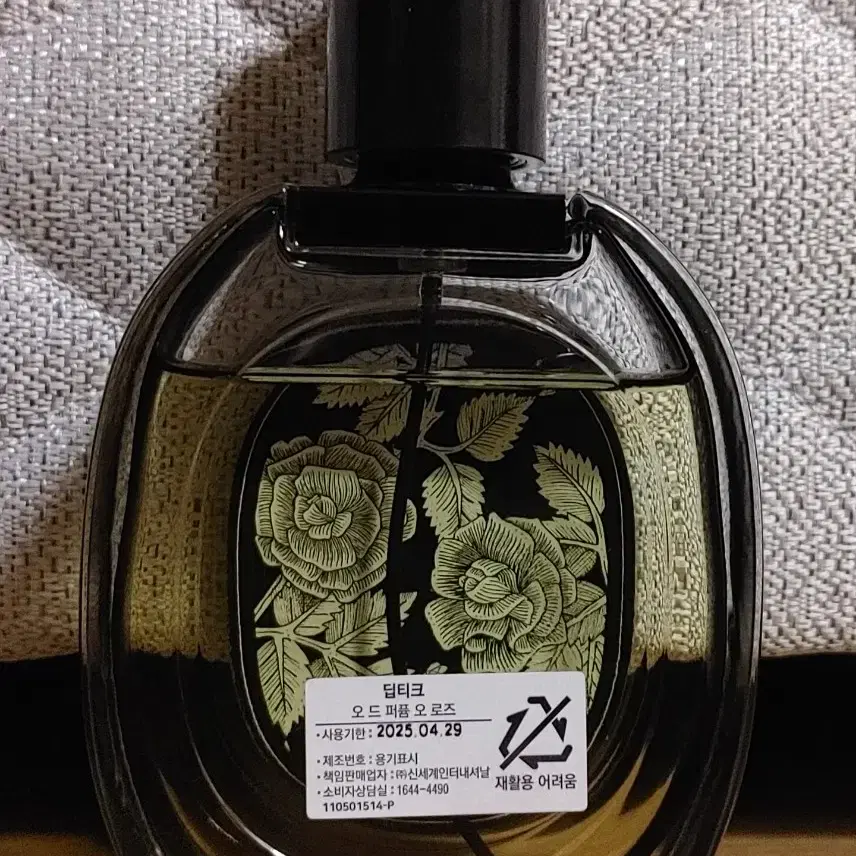 딥티크
오 드 퍼퓸 오 로즈
•사용기한 : 2025.04.29
•제조번호 : 용기표시
•책임판매업자 : ㈜신세계인터내셔날
•소비자상담실 : 1644-4490
110501514-P
재활용 어려움